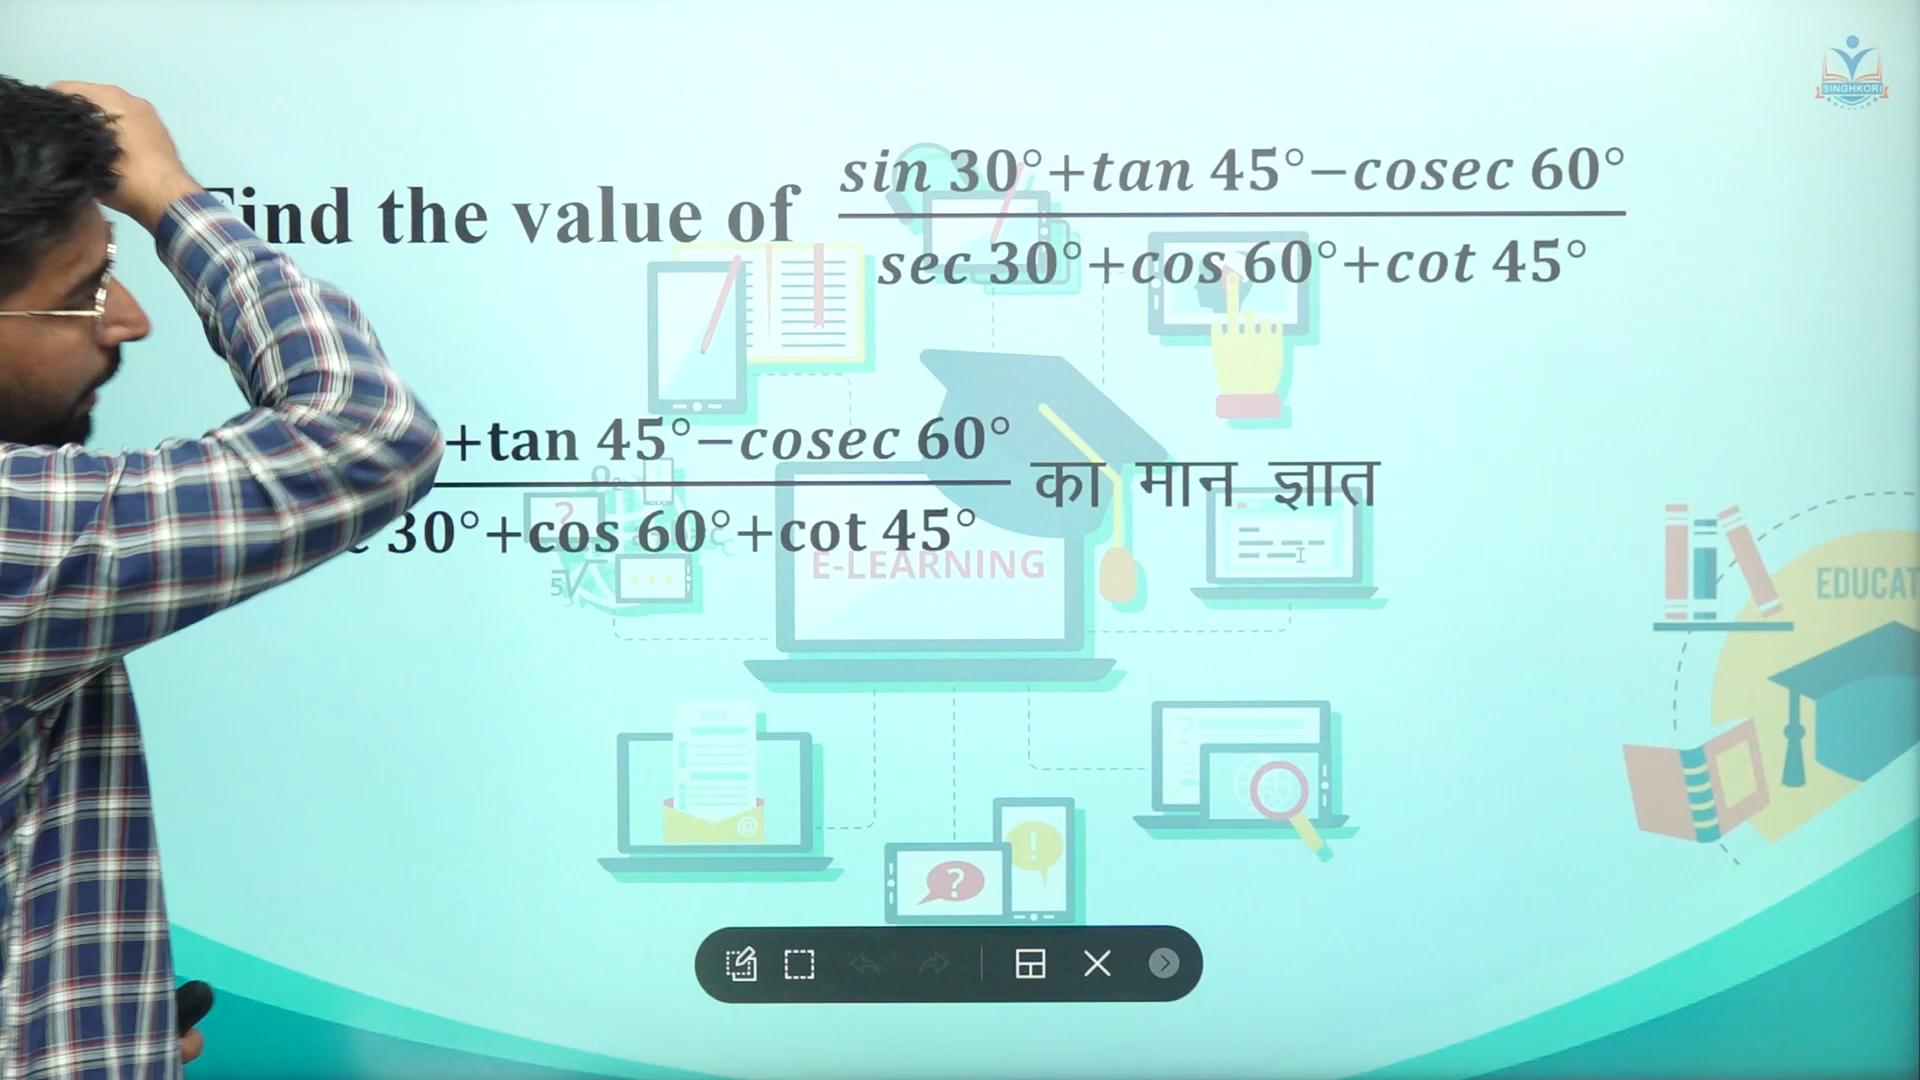 SINGHKORI
Find the value of sin 30°+tan 45°−cosec 60° / sec 30°+cos 60°+cot 45°
+tan 45°−cosec 60° / 30°+cos 60°+cot 45° का मान ज्ञात
E-LEARNING
EDUCAT